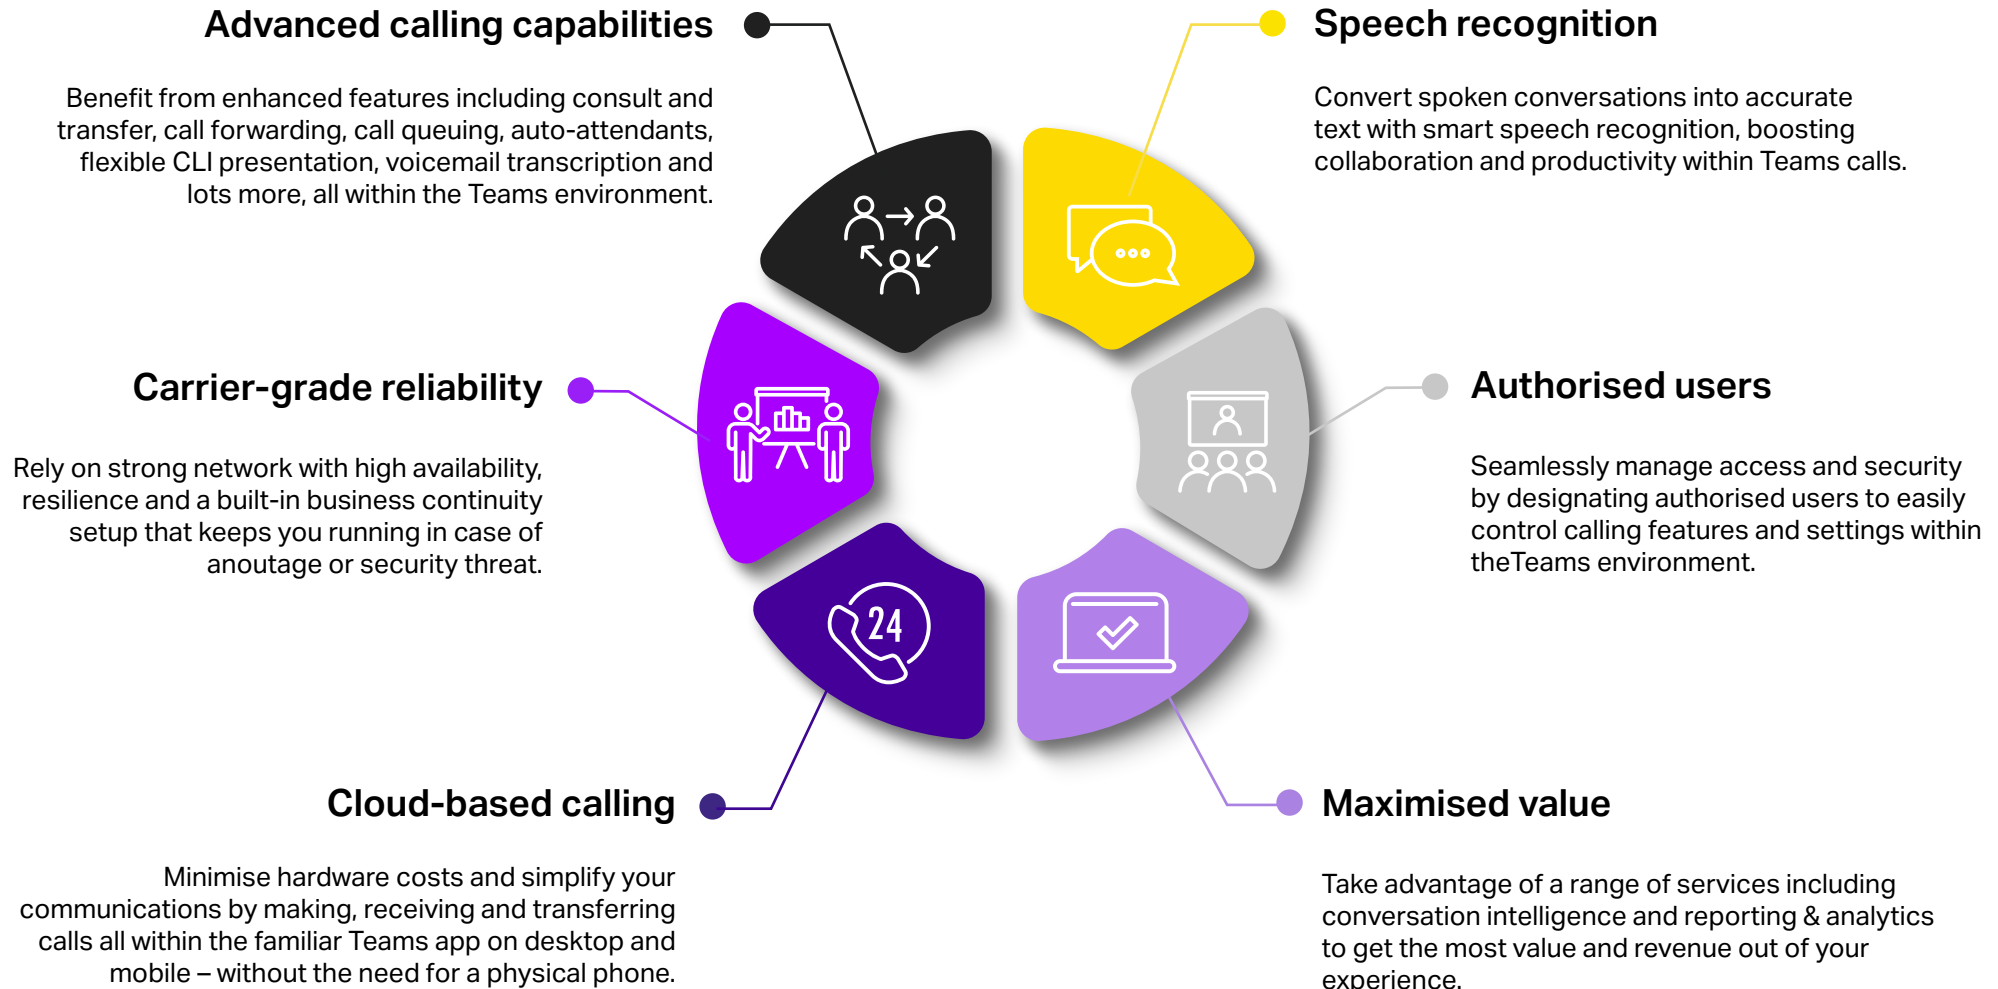 Advanced calling capabilities
Benefit from enhanced features including consult and
transfer, call forwarding, call queuing, auto-attendants,
flexible CLI presentation, voicemail transcription and
lots more, all within the Teams environment.
Speech recognition
Convert spoken conversations into accurate
text with smart speech recognition, boosting
collaboration and productivity within Teams calls.
Carrier-grade reliability
Rely on strong network with high availability,
resilience and a built-in business continuity
setup that keeps you running in case of
anoutage or security threat.
Authorised users
Seamlessly manage access and security
by designating authorised users to easily
control calling features and settings within
theTeams environment.
24
Cloud-based calling
Minimise hardware costs and simplify your
communications by making, receiving and transferring
calls all within the familiar Teams app on desktop and
mobile – without the need for a physical phone.
Maximised value
Take advantage of a range of services including
conversation intelligence and reporting & analytics
to get the most value and revenue out of your
experience.